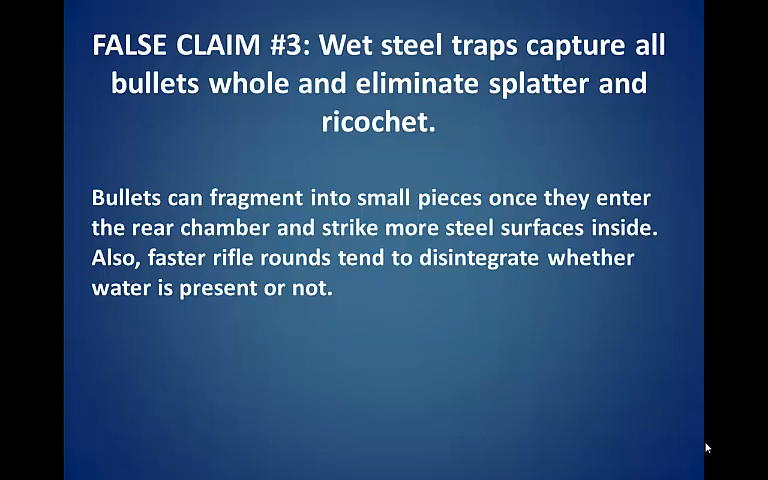 FALSE CLAIM #3: Wet steel traps capture all
bullets whole and eliminate splatter and
ricochet.
Bullets can fragment into small pieces once they enter
the rear chamber and strike more steel surfaces inside.
Also, faster rifle rounds tend to disintegrate whether
water is present or not.